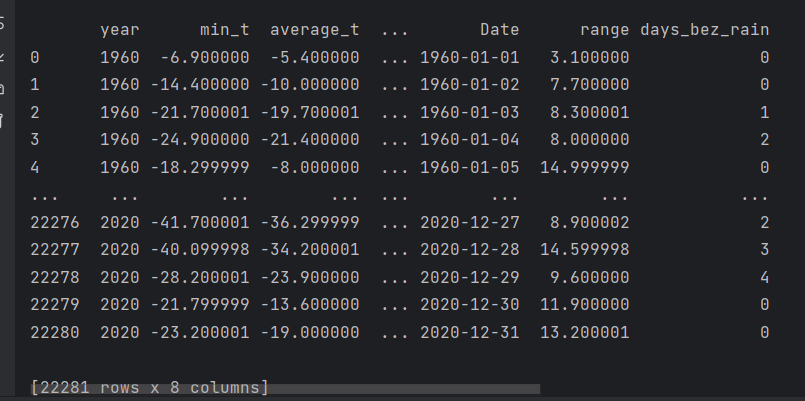 year min_t average_t ... Date range days_bez_rain
0 1960 -6.900000 -5.400000 ... 1960-01-01 3.100000 0
1 1960 -14.400000 -10.000000 ... 1960-01-02 7.700000 0
2 1960 -21.700001 -19.700001 ... 1960-01-03 8.300001 1
3 1960 -24.900000 -21.400000 ... 1960-01-04 8.000000 2
4 1960 -18.299999 -8.000000 ... 1960-01-05 14.999999 0
... ... ... ... ... ... ... ...
22276 2020 -41.700001 -36.299999 ... 2020-12-27 8.900002 2
22277 2020 -40.099998 -34.200001 ... 2020-12-28 14.599998 3
22278 2020 -28.200001 -23.900000 ... 2020-12-29 9.600000 4
22279 2020 -21.799999 -13.600000 ... 2020-12-30 11.900000 0
22280 2020 -23.200001 -19.000000 ... 2020-12-31 13.200001 0
[22281 rows x 8 columns]